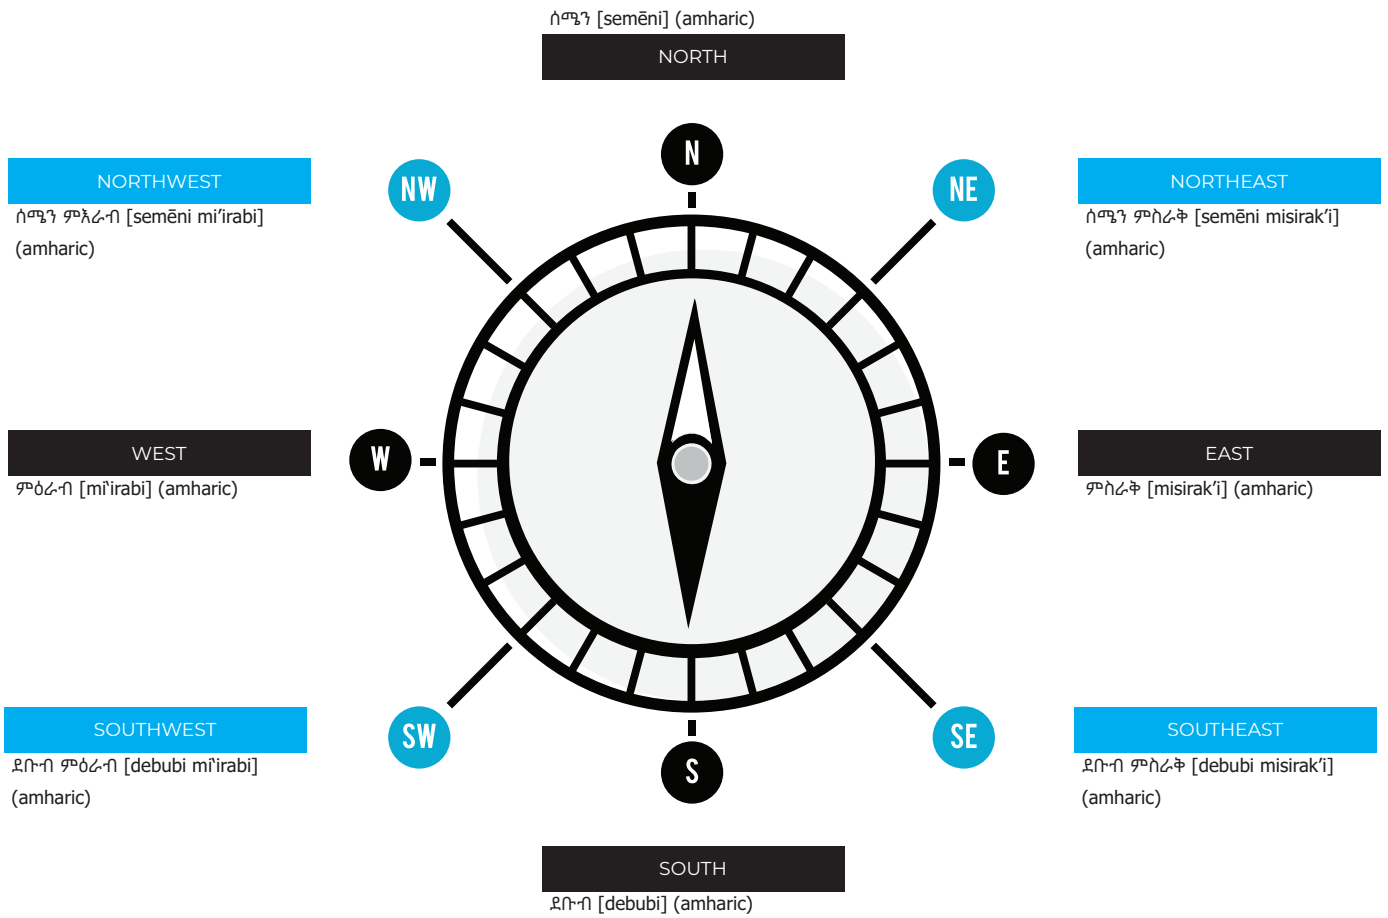 ሰሜን [semēni] (amharic)
NORTH
N
NORTHWEST
NW
NE
NORTHEAST
ሰሜን ምእራብ [semēni mi’irabi]
(amharic)
ሰሜን ምስራቅ [semēni misirak’i]
(amharic)
WEST
W
E
EAST
ምዕራብ [mi‘irabi] (amharic)
ምስራቅ [misirak’i] (amharic)
SOUTHWEST
SW
SE
SOUTHEAST
ደቡብ ምዕራብ [debubi mi‘irabi]
(amharic)
ደቡብ ምስራቅ [debubi misirak’i]
(amharic)
S
SOUTH
ደቡብ [debubi] (amharic)